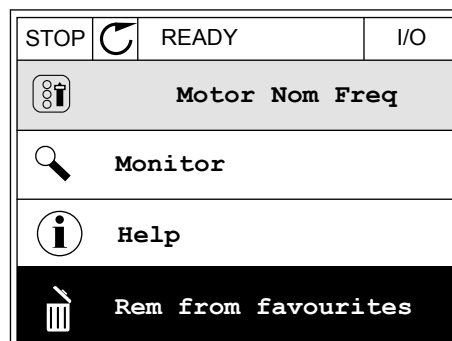 STOP READY I/O
Motor Nom Freq
Monitor
Help
Rem from favourites